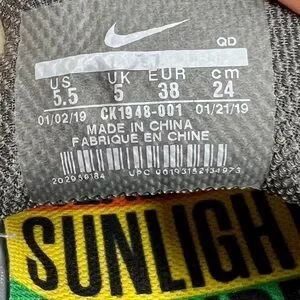 QD
US UK EUR cm
5.5 5 38 24
01/02/19 CK1948-001 01/21/19
MADE IN CHINA
FABRIQUÉ EN CHINE
SUNLIGH